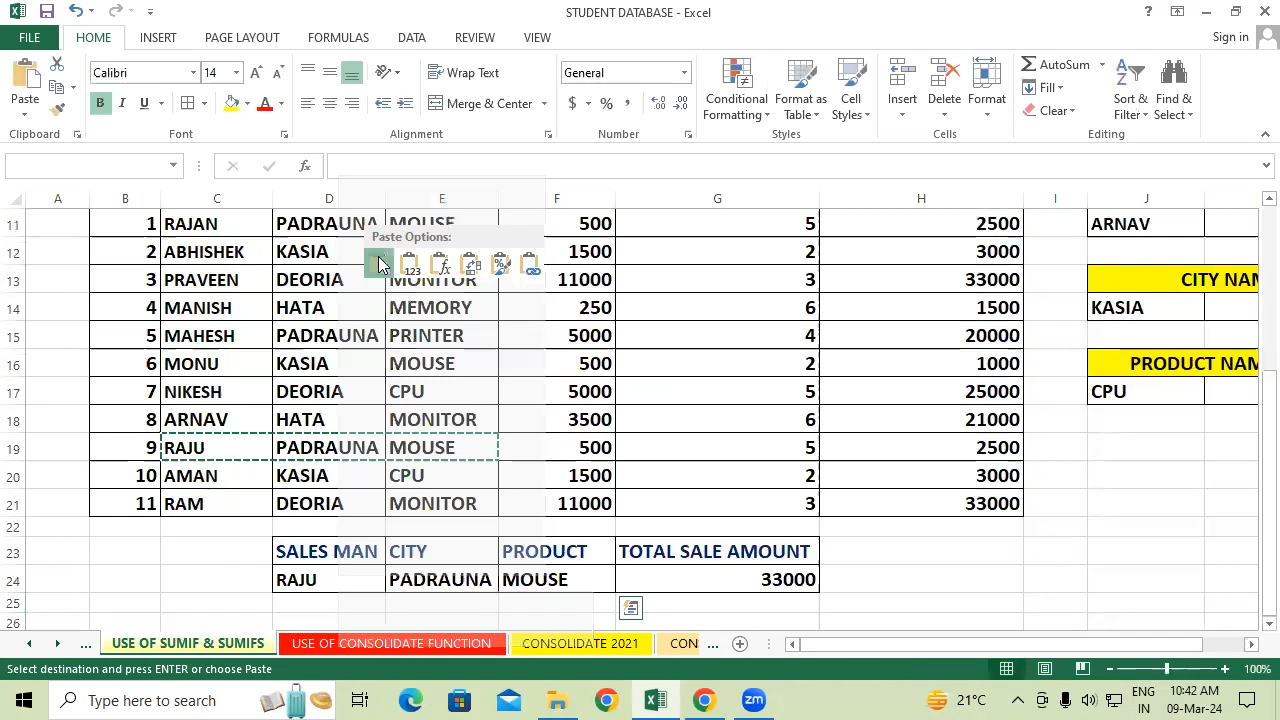 STUDENT DATABASE - Excel
Sign in
FILE HOME INSERT PAGE LAYOUT FORMULAS DATA REVIEW VIEW
Calibri 14 Wrap Text General AutoSum
Paste B I U Merge & Center $ % , Conditional Formatting Format as Table Cell Styles Insert Delete Format Fill Clear Sort & Filter Find & Select
Clipboard Font Alignment Number Styles Cells Editing
fx
A B C D E F G H I J
11 1 RAJAN PADRAUNA MOUSE 500 5 2500 ARNAV
Paste Options:
12 2 ABHISHEK KASIA 1500 2 3000
13 3 PRAVEEN DEORIA MONITOR 11000 3 33000 CITY NAM
14 4 MANISH HATA MEMORY 250 6 1500 KASIA
15 5 MAHESH PADRAUNA PRINTER 5000 4 20000
16 6 MONU KASIA MOUSE 500 2 1000 PRODUCT NAM
17 7 NIKESH DEORIA CPU 5000 5 25000 CPU
18 8 ARNAV HATA MONITOR 3500 6 21000
19 9 RAJU PADRAUNA MOUSE 500 5 2500
20 10 AMAN KASIA CPU 1500 2 3000
21 11 RAM DEORIA MONITOR 11000 3 33000
22
23 SALES MAN CITY PRODUCT TOTAL SALE AMOUNT
24 RAJU PADRAUNA MOUSE 33000
25
26
... USE OF SUMIF & SUMIFS USE OF CONSOLIDATE FUNCTION CONSOLIDATE 2021 CON ...
Select destination and press ENTER or choose Paste 100%
Type here to search 21°C ENG IN 10:42 AM 09-Mar-24